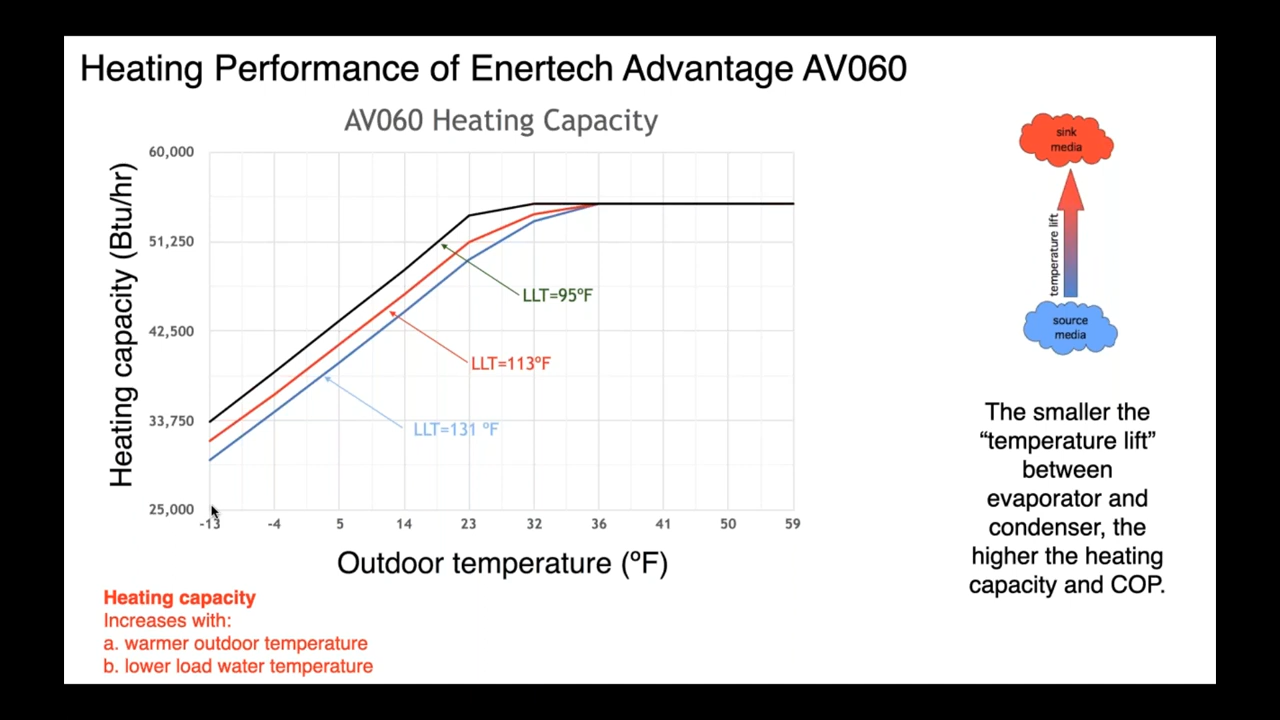 Heating Performance of Enertech Advantage AV060
AV060 Heating Capacity
Heating capacity (Btu/hr)
60,000
51,250
42,500
33,750
25,000
-13
-4
5
14
23
32
36
41
50
59
Outdoor temperature (ºF)
LLT=95ºF
LLT=113ºF
LLT=131 ºF
Heating capacity
Increases with:
a. warmer outdoor temperature
b. lower load water temperature
sink
media
temperature lift
source
media
The smaller the
“temperature lift”
between
evaporator and
condenser, the
higher the heating
capacity and COP.